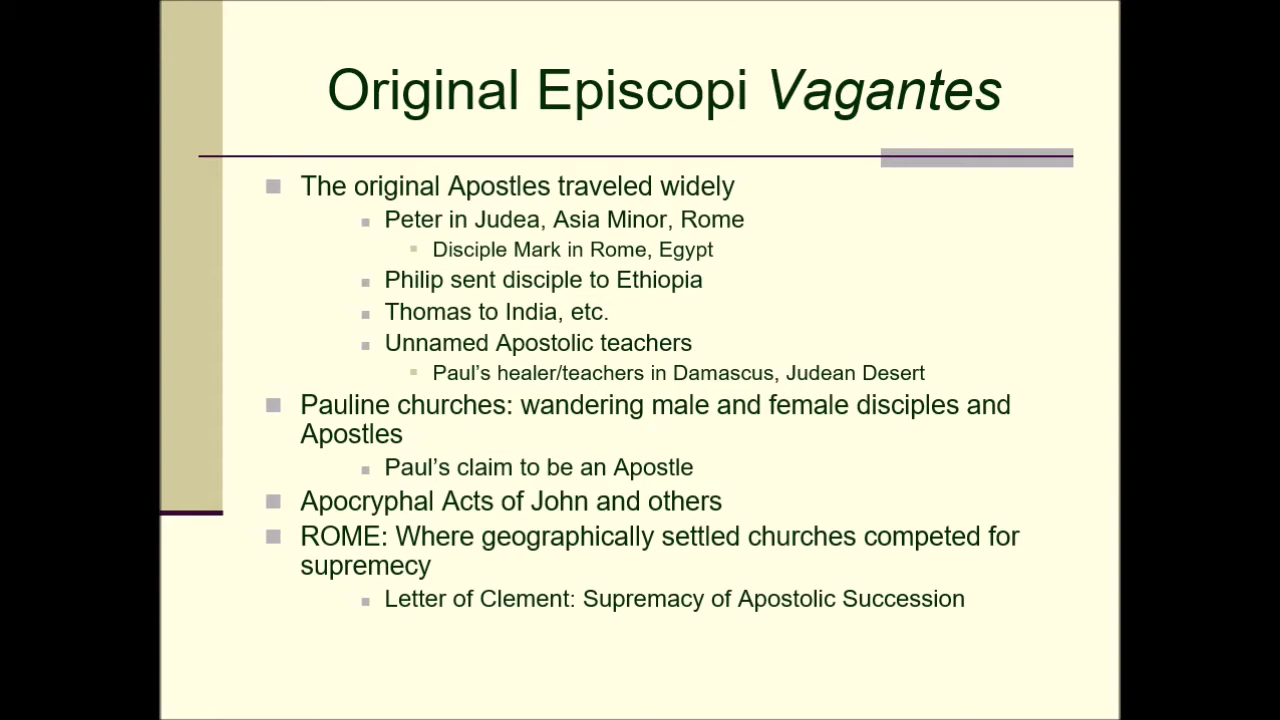 Original Episcopi Vagantes
The original Apostles traveled widely
Peter in Judea, Asia Minor, Rome
Disciple Mark in Rome, Egypt
Philip sent disciple to Ethiopia
Thomas to India, etc.
Unnamed Apostolic teachers
Paul's healer/teachers in Damascus, Judean Desert
Pauline churches: wandering male and female disciples and
Apostles
Paul's claim to be an Apostle
Apocryphal Acts of John and others
ROME: Where geographically settled churches competed for
supremecy
Letter of Clement: Supremacy of Apostolic Succession